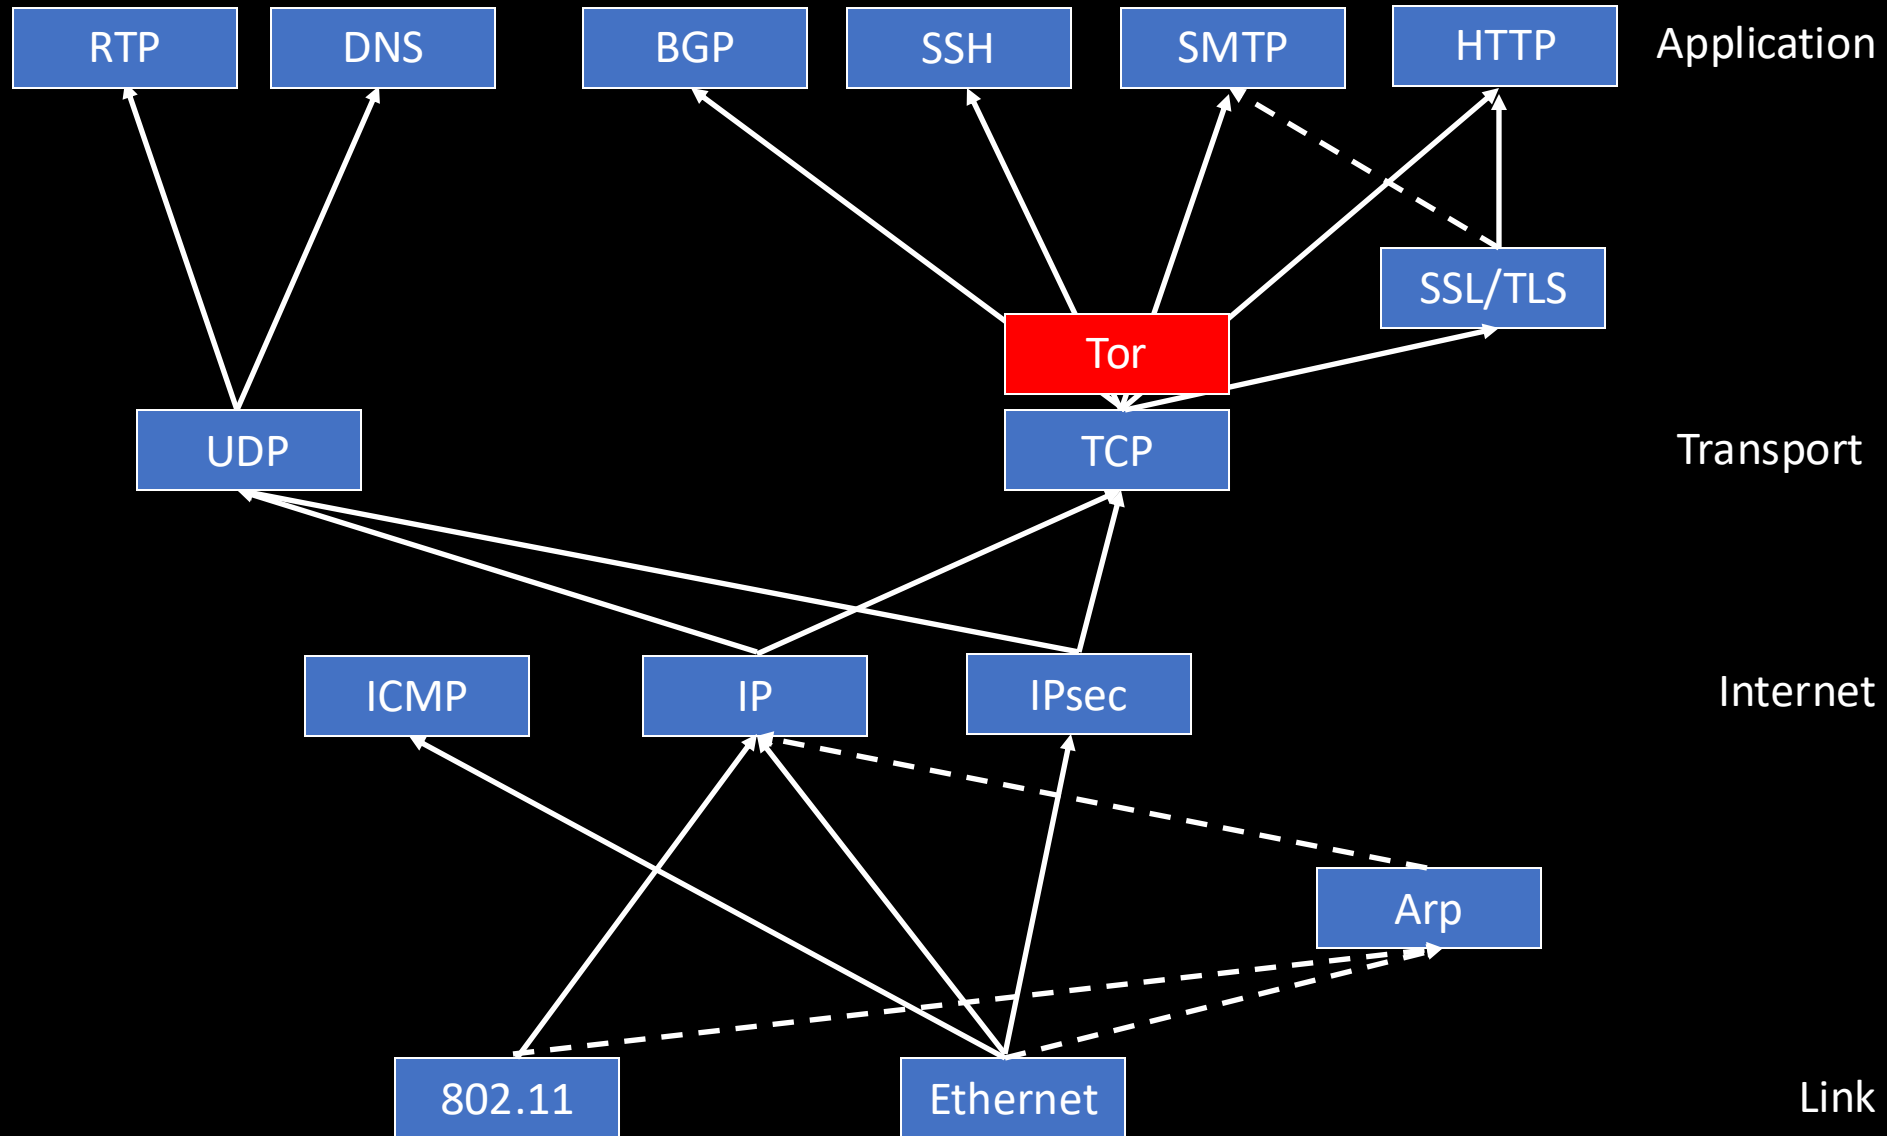 RTP
DNS
BGP
SSH
SMTP
HTTP
Application
SSL/TLS
Tor
UDP
TCP
Transport
ICMP
IP
IPsec
Internet
Arp
802.11
Ethernet
Link